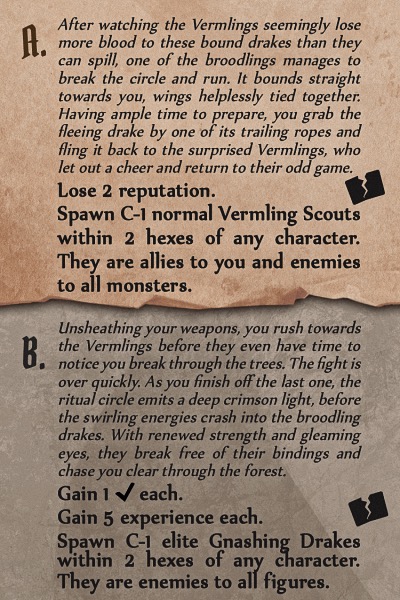 A.
After watching the Vermlings seemingly lose
more blood to these bound drakes than they
can spill, one of the broodlings manages to
break the circle and run. It bounds straight
towards you, wings helplessly tied together.
Having ample time to prepare, you grab the
fleeing drake by one of its trailing ropes and
fling it back to the surprised Vermlings, who
let out a cheer and return to their odd game.
Lose 2 reputation.
Spawn C-1 normal Vermling Scouts
within 2 hexes of any character.
They are allies to you and enemies
to all monsters.
B.
Unsheathing your weapons, you rush towards
the Vermlings before they even have time to
notice you break through the trees. The fight is
over quickly. As you finish off the last one, the
ritual circle emits a deep crimson light, before
the swirling energies crash into the broodling
drakes. With renewed strength and gleaming
eyes, they break free of their bindings and
chase you clear through the forest.
Gain 1 ✓ each.
Gain 5 experience each.
Spawn C-1 elite Gnashing Drakes
within 2 hexes of any character.
They are enemies to all figures.